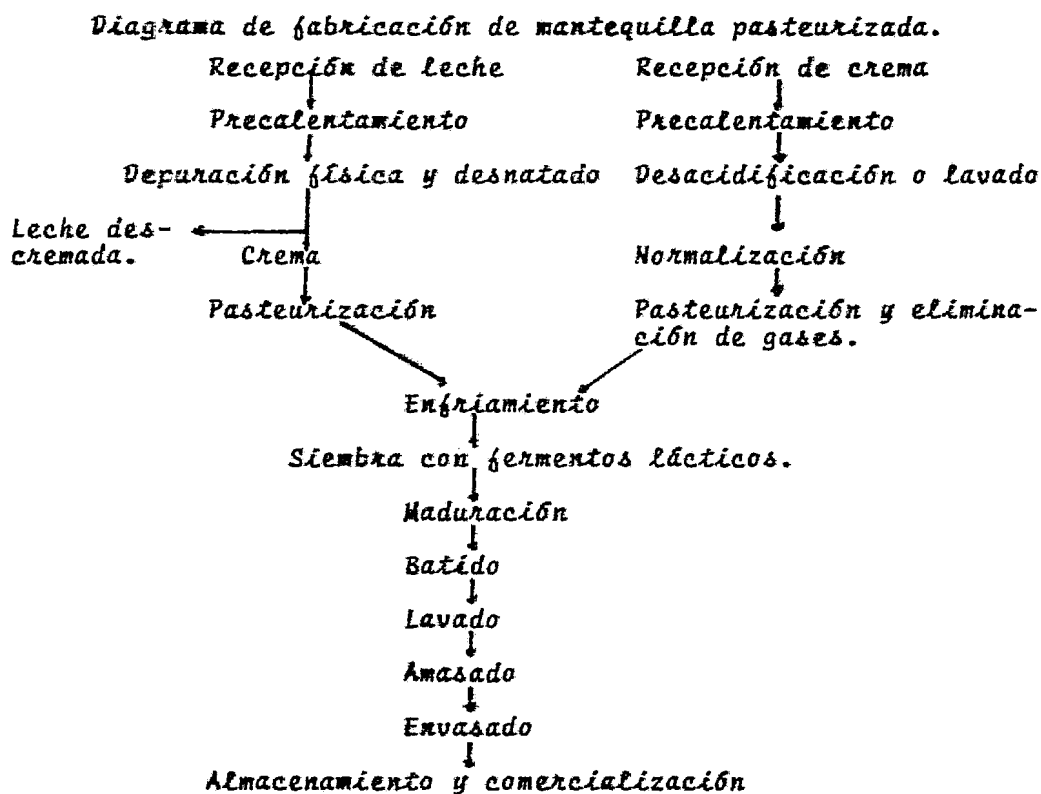 Diagrama de fabricación de mantequilla pasteurizada.
Recepción de leche
Recepción de crema
Precalentamiento
Precalentamiento
Depuración física y desnatado
Desacidificación o lavado
Leche des-
cremada.
Crema
Normalización
Pasteurización
Pasteurización y elimina-
ción de gases.
Enfriamiento
Siembra con fermentos lácticos.
Maduración
Batido
Lavado
Amasado
Envasado
Almacenamiento y comercialización